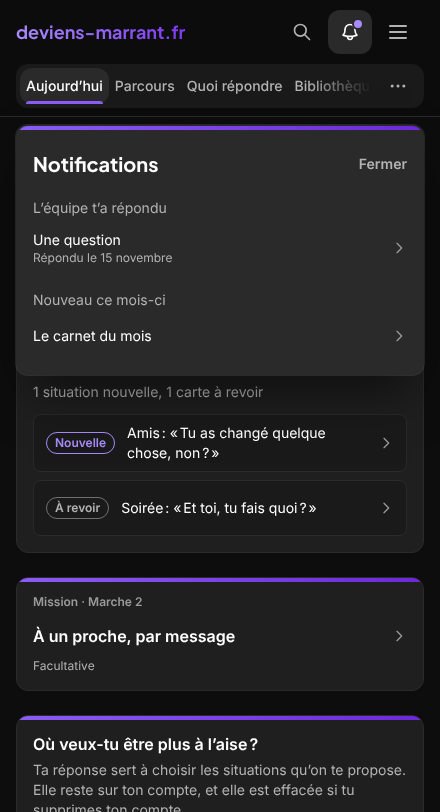 deviens-marrant.fr
Aujourd’hui Parcours Quoi répondre Bibliothèqu ···
Notifications Fermer
L’équipe t’a répondu
Une question
Répondu le 15 novembre
Nouveau ce mois-ci
Le carnet du mois
1 situation nouvelle, 1 carte à revoir
Nouvelle Amis : « Tu as changé quelque
chose, non ? »
À revoir Soirée : « Et toi, tu fais quoi ? »
Mission · Marche 2
À un proche, par message
Facultative
Où veux-tu être plus à l’aise ?
Ta réponse sert à choisir les situations qu’on te propose.
Elle reste sur ton compte, et elle est effacée si tu
supprimes ton compte.